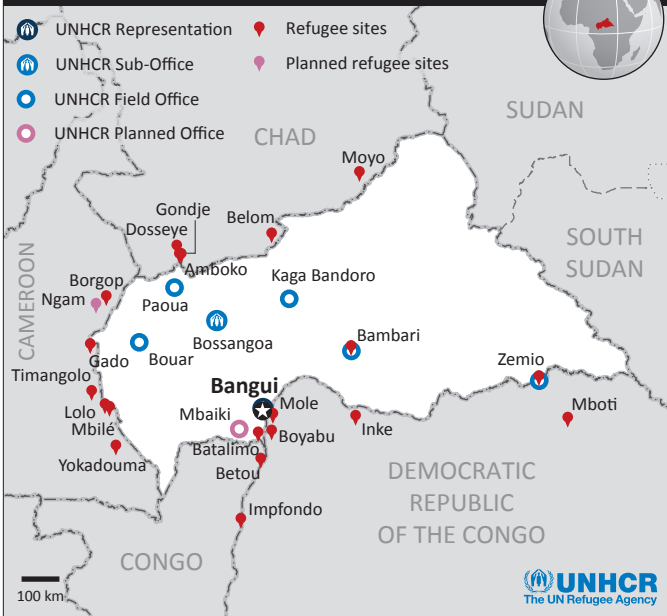 UNHCR Representation
Refugee sites
UNHCR Sub-Office
Planned refugee sites
UNHCR Field Office
UNHCR Planned Office
SUDAN
CHAD
Moyo
Gondje
Dosseye
Belom
SOUTH
SUDAN
CAMEROON
Amboko
Kaga Bandoro
Borgop
Ngam
Paoua
Bossangoa
Bambari
Gado
Bouar
Zemio
Timangolo
Bangui
Mole
Mboti
Lolo
Mbaiki
Mbilé
Boyabu
Inke
Batalimo
Yokadouma
Betou
DEMOCRATIC
REPUBLIC
OF THE CONGO
Impfondo
CONGO
100 km
UNHCR
The UN Refugee Agency